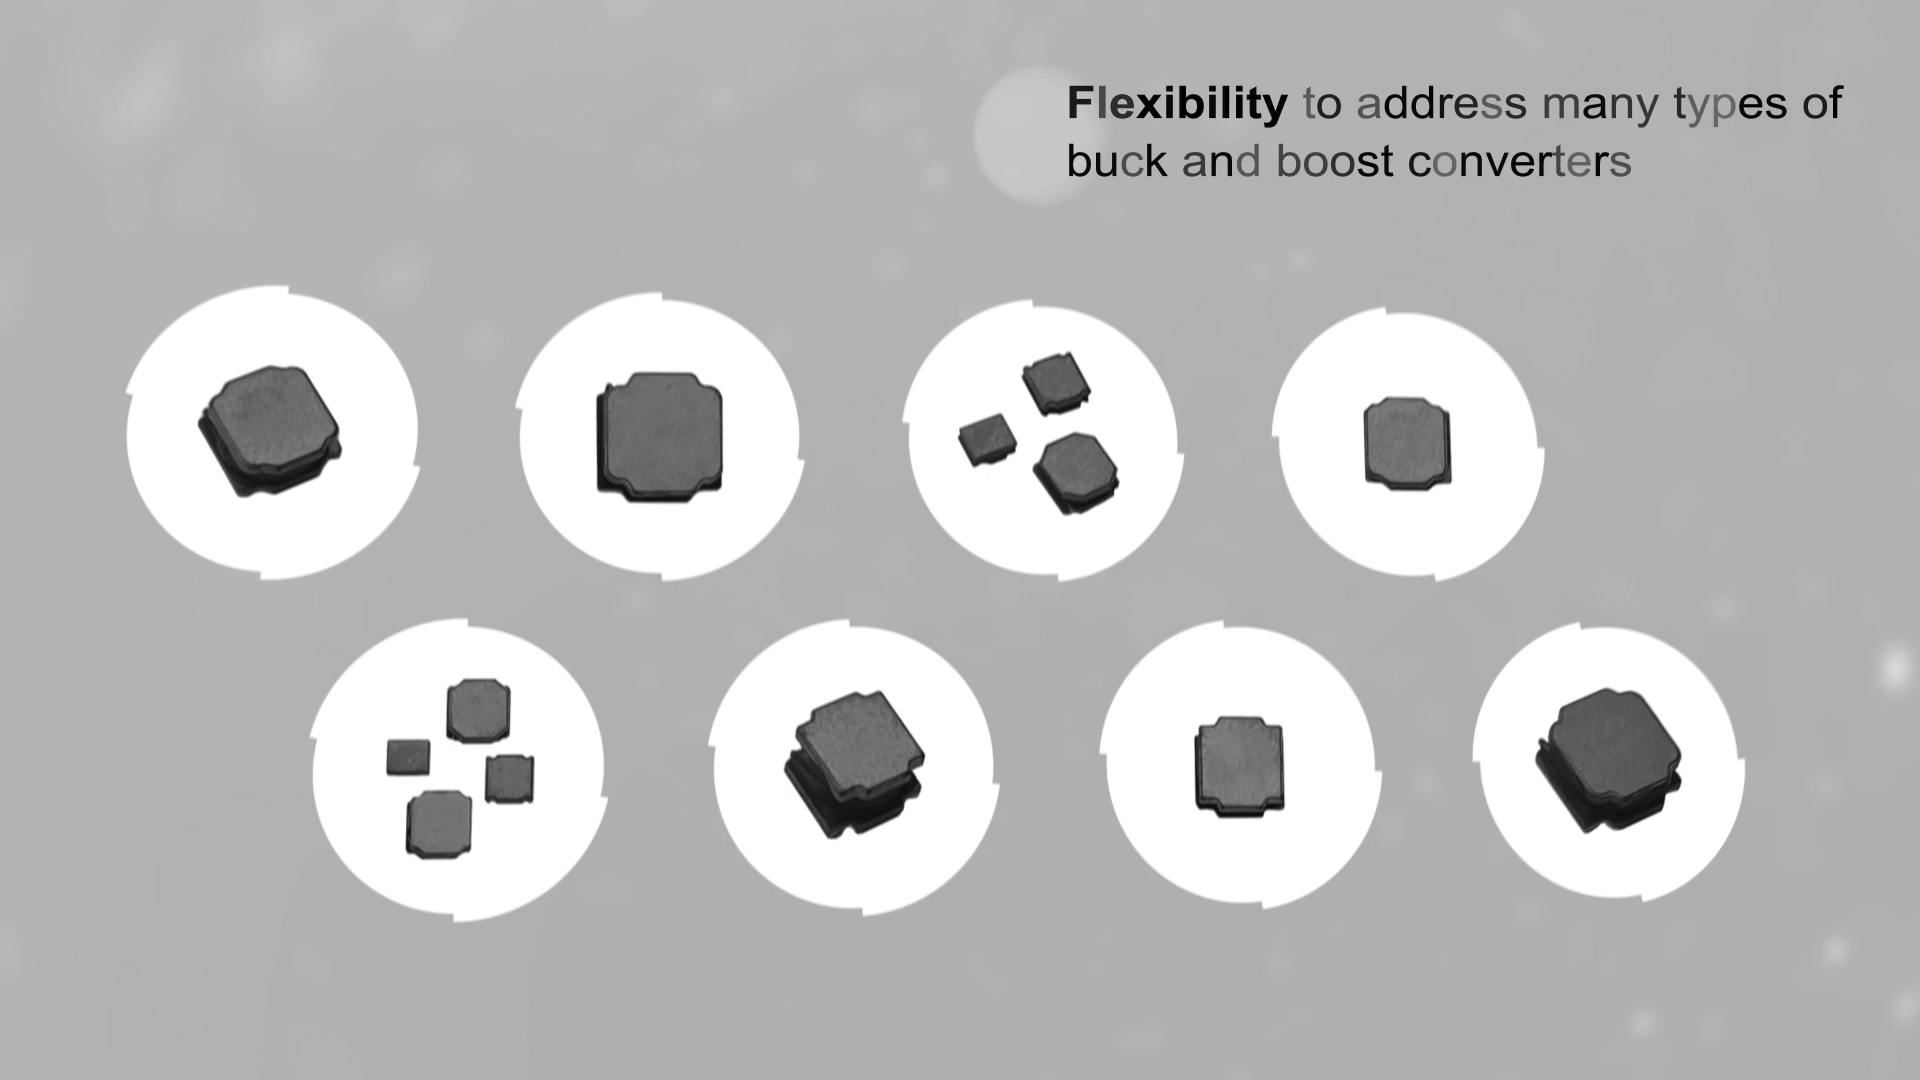 Flexibility to address many types of
buck and boost converters